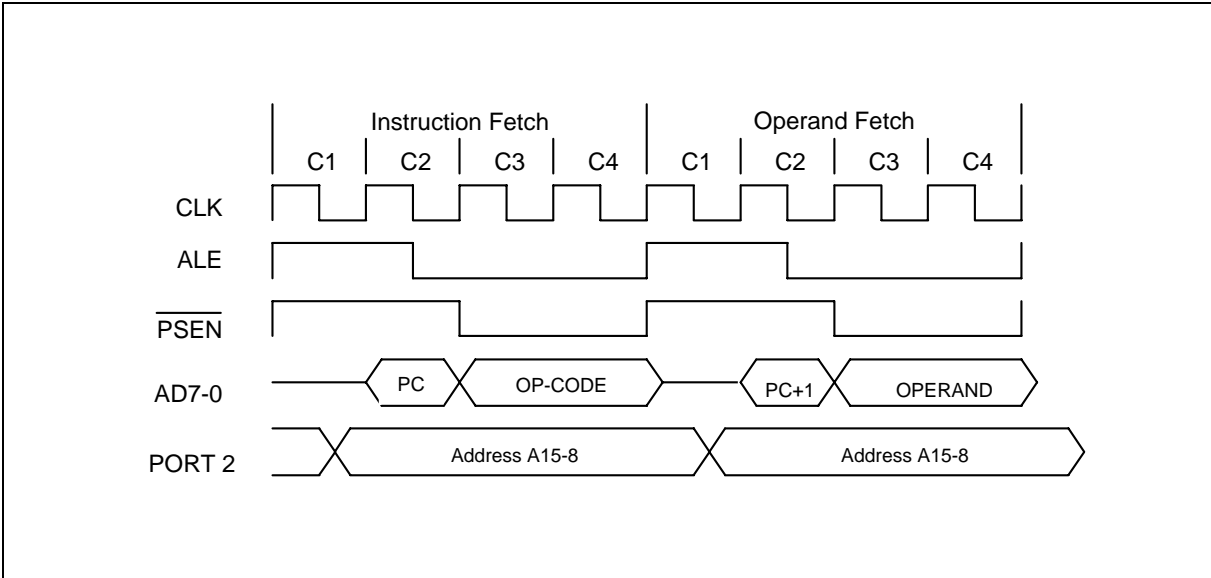 Instruction Fetch Operand Fetch
C1 C2 C3 C4 C1 C2 C3 C4
CLK
ALE
PSEN
AD7-0 PC OP-CODE PC+1 OPERAND
PORT 2 Address A15-8 Address A15-8